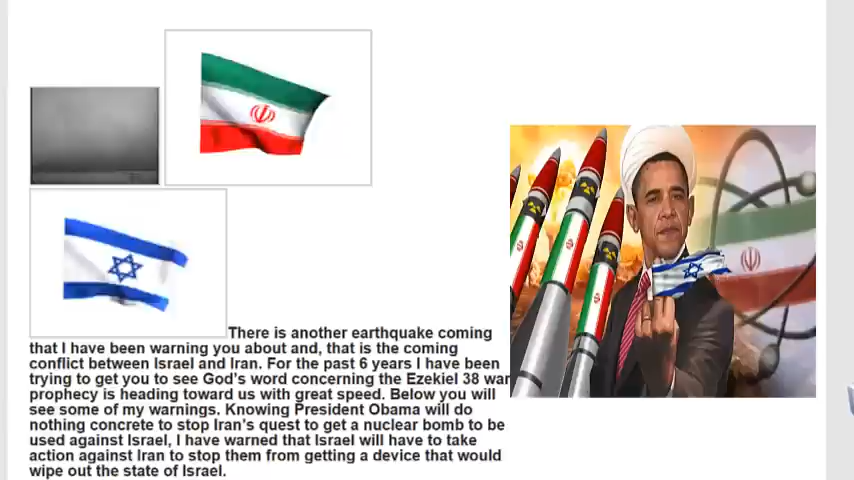 There is another earthquake coming
that I have been warning you about and, that is the coming
conflict between Israel and Iran. For the past 6 years I have been
trying to get you to see God's word concerning the Ezekiel 38 war
prophecy is heading toward us with great speed. Below you will
see some of my warnings. Knowing President Obama will do
nothing concrete to stop Iran's quest to get a nuclear bomb to be
used against Israel, I have warned that Israel will have to take
action against Iran to stop them from getting a device that would
wipe out the state of Israel.